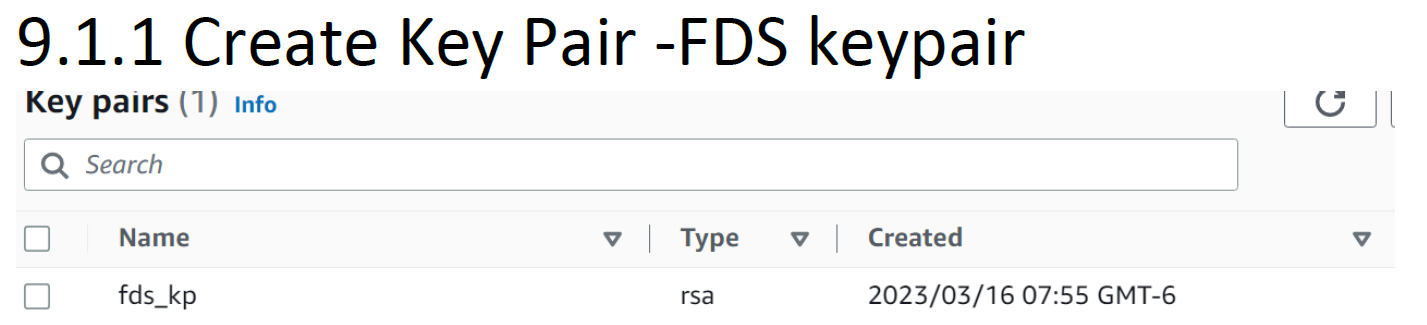 9.1.1 Create Key Pair -FDS keypair
Key pairs (1) Info
Search
Name Type Created
fds_kp rsa 2023/03/16 07:55 GMT-6